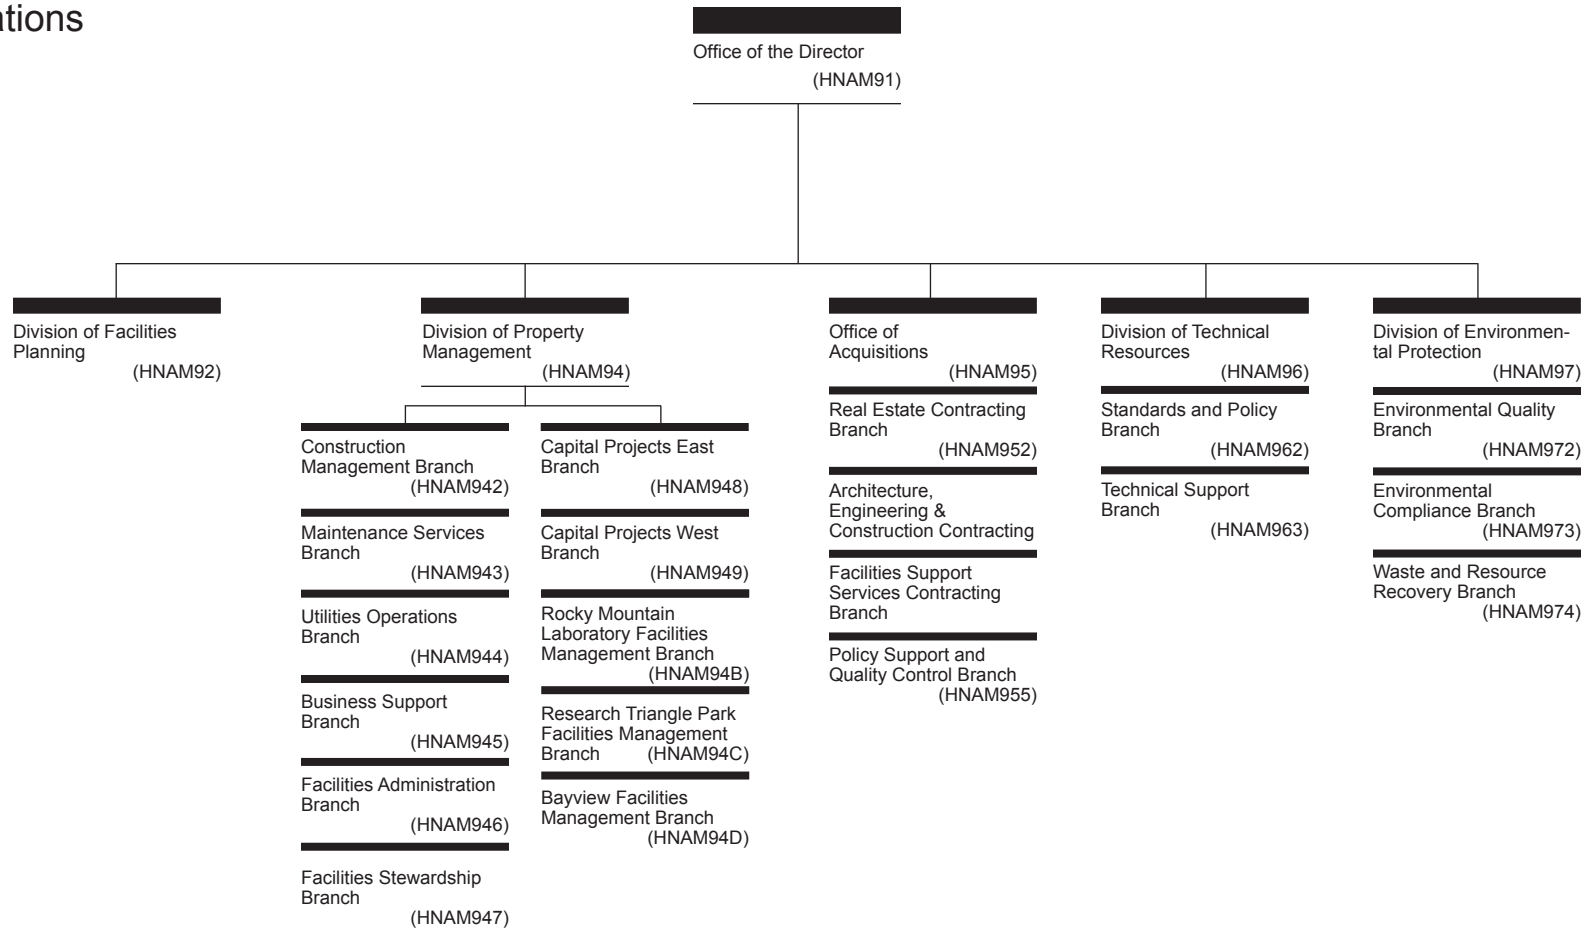 Office of the Director
(HNAM91)
Division of Facilities
Planning
(HNAM92)
Division of Property
Management
(HNAM94)
Construction
Management Branch
(HNAM942)
Maintenance Services
Branch
(HNAM943)
Utilities Operations
Branch
(HNAM944)
Business Support
Branch
(HNAM945)
Facilities Administration
Branch
(HNAM946)
Facilities Stewardship
Branch
(HNAM947)
Capital Projects East
Branch
(HNAM948)
Capital Projects West
Branch
(HNAM949)
Rocky Mountain
Laboratory Facilities
Management Branch
(HNAM94B)
Research Triangle Park
Facilities Management
Branch (HNAM94C)
Bayview Facilities
Management Branch
(HNAM94D)
Office of
Acquisitions
(HNAM95)
Real Estate Contracting
Branch
(HNAM952)
Architecture,
Engineering &
Construction Contracting
Facilities Support
Services Contracting
Branch
Policy Support and
Quality Control Branch
(HNAM955)
Division of Technical
Resources
(HNAM96)
Standards and Policy
Branch
(HNAM962)
Technical Support
Branch
(HNAM963)
Division of Environmen-
tal Protection
(HNAM97)
Environmental Quality
Branch
(HNAM972)
Environmental
Compliance Branch
(HNAM973)
Waste and Resource
Recovery Branch
(HNAM974)